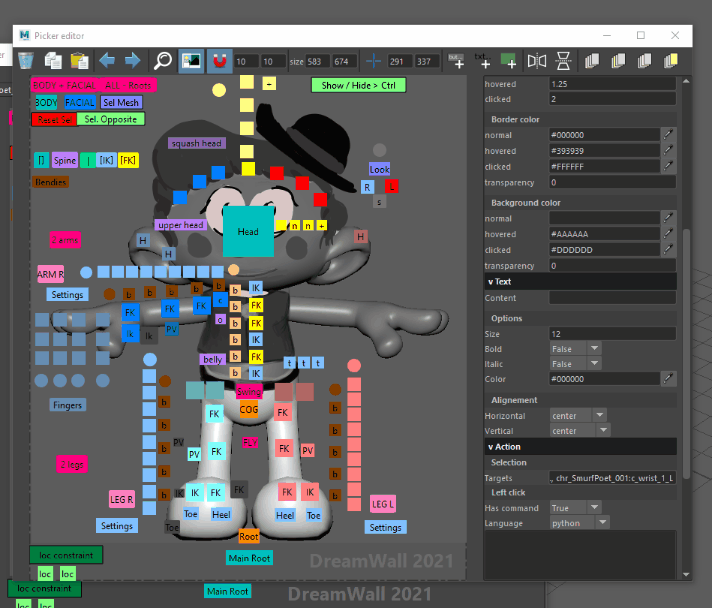 Picker editor
10 10 size 583 674 291 337 txt.
BODY + FACIAL ALL - Roots
Show / Hide > Ctrl
BODY FACIAL Sel Mesh
Reset Sel Sel. Opposite
squash head
[] Spine | [IK] [FK]
Look
Bendies
R L
s
upper head
Head
n n +
2 arms
H
H
H
ARM R
Settings
b b b b b
b IK
FK FK FK c
b FK
o
Ik Ik PV
b FK
b IK
belly
b FK
t t t
b IK
Fingers
Swing
COG
b FK FK b
b b
PV FLY
PV FK FK PV
b b
2 legs
b b
LEG R
b IK IK FK FK FK IK b
LEG L
Toe Toe Heel Heel Toe
Settings
Settings
Root
loc constraint
Main Root
DreamWall 2021
loc loc
loc constraint
Main Root
DreamWall 2021
loc loc
hovered 1.25
clicked 2
Border color
normal #000000
hovered #393939
clicked #FFFFFF
transparency 0
Background color
normal
hovered #AAAAAA
clicked #DDDDDD
transparency 0
v Text
Content
Options
Size 12
Bold False
Italic False
Color #000000
Alignement
Horizontal center
Vertical center
v Action
Selection
Targets ., chr_SmurfPoet_001:c_wrist_1_L
Left click
Has command True
Language python